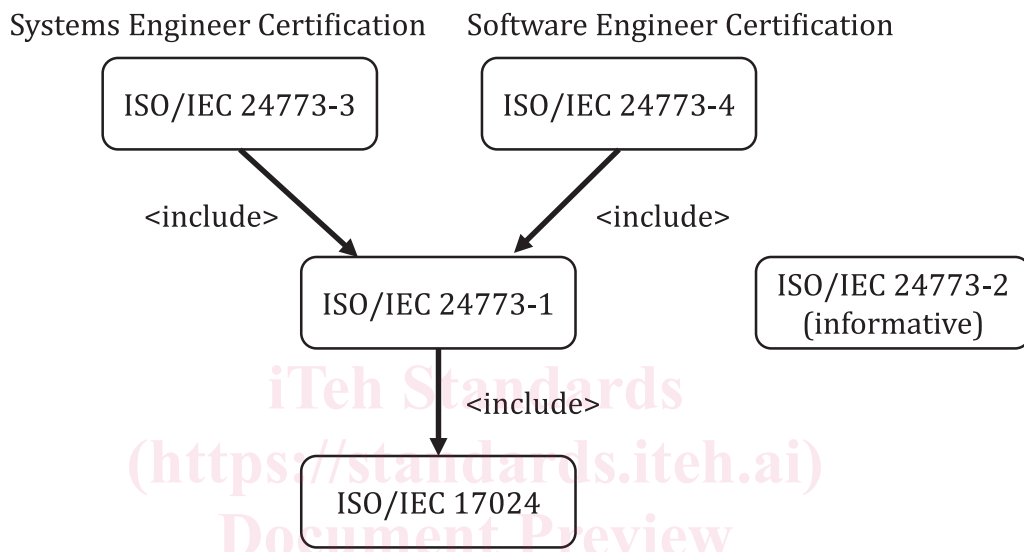 Systems Engineer Certification
Software Engineer Certification
ISO/IEC 24773-3
ISO/IEC 24773-4
<include>
<include>
ISO/IEC 24773-1
ISO/IEC 24773-2
(informative)
iTeh Standards
<include>
(https://standards.iteh.ai)
ISO/IEC 17024
Document Preview